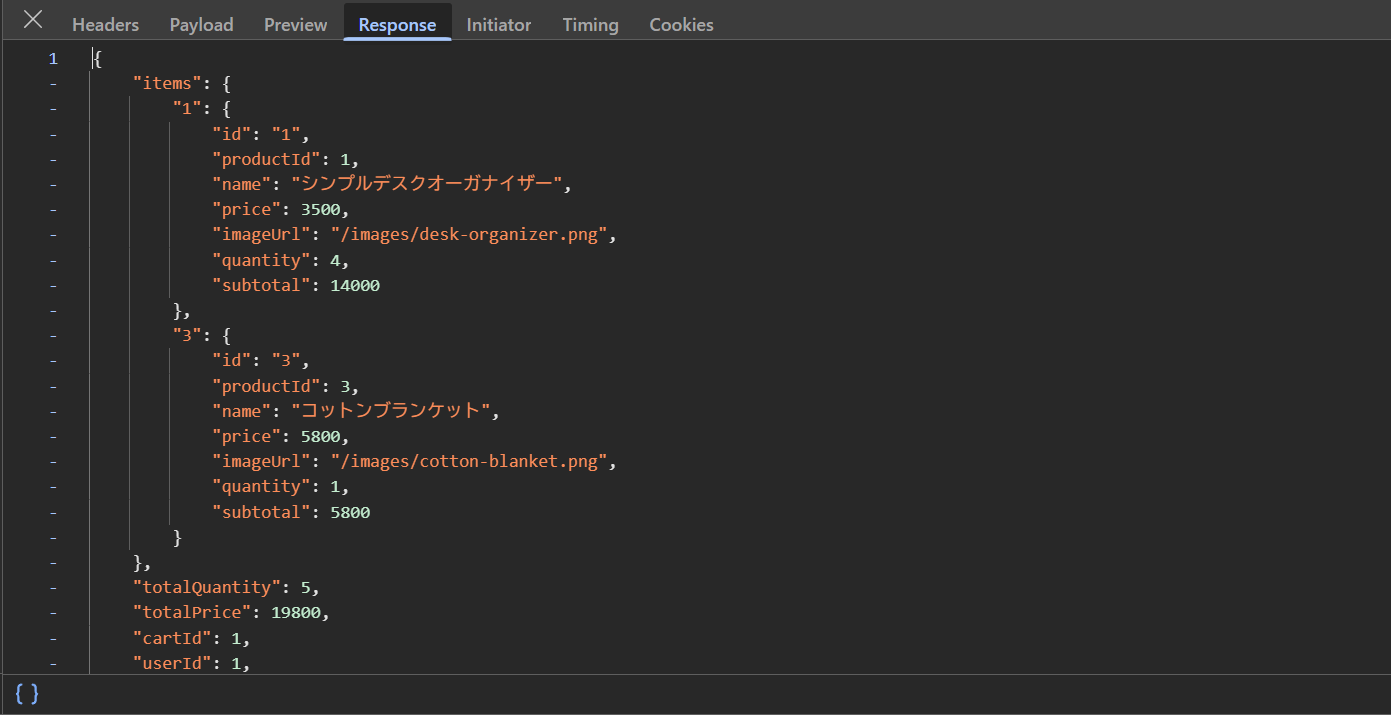 Headers Payload Preview Response Initiator Timing Cookies
1 {
- "items": {
- "1": {
- "id": "1",
- "productId": 1,
- "name": "シンプルデスクオーガナイザー",
- "price": 3500,
- "imageUrl": "/images/desk-organizer.png",
- "quantity": 4,
- "subtotal": 14000
- },
- "3": {
- "id": "3",
- "productId": 3,
- "name": "コットンブランケット",
- "price": 5800,
- "imageUrl": "/images/cotton-blanket.png",
- "quantity": 1,
- "subtotal": 5800
- }
- },
- "totalQuantity": 5,
- "totalPrice": 19800,
- "cartId": 1,
- "userId": 1,
{ }